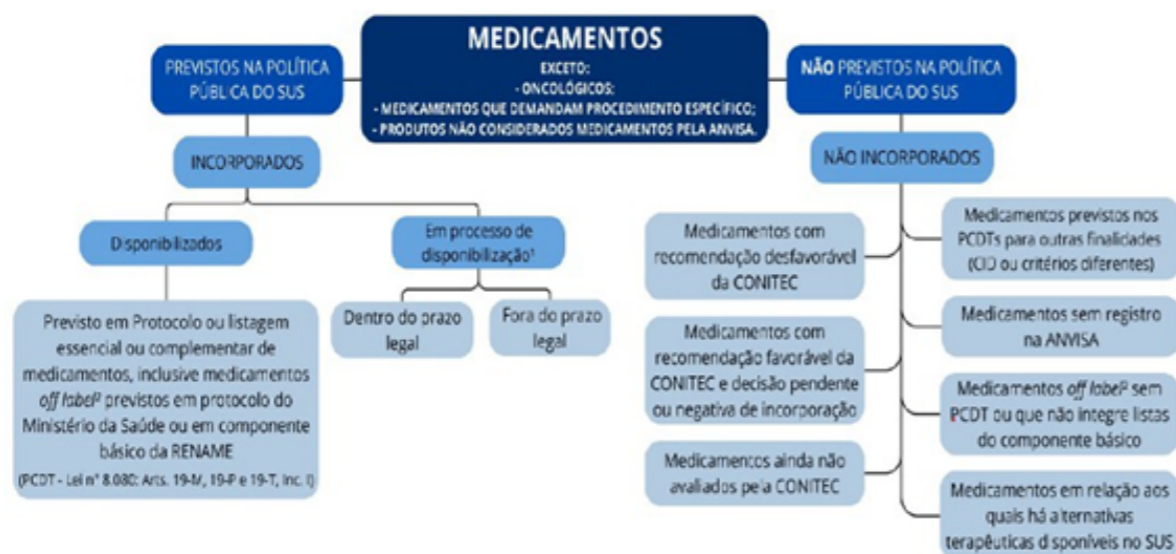 MEDICAMENTOS
EXCETO:
- ONCOLÓGICOS;
- MEDICAMENTOS QUE DEMANDAM PROCEDIMENTO ESPECÍFICO;
- PRODUTOS NÃO CONSIDERADOS MEDICAMENTOS PELA ANVISA.
PREVISTOS NA POLÍTICA
PÚBLICA DO SUS
INCORPORADOS
Disponibilizados
Previsto em Protocolo ou listagem
essencial ou complementar de
medicamentos, inclusive medicamentos
off label² previstos em protocolo do
Ministério da Saúde ou em componente
básico da RENAME
(PCDT - Lei n° 8.080: Arts. 19-M, 19-P e 19-T, Inc. I)
Em processo de
disponibilização¹
Dentro do prazo
legal
Fora do prazo
legal
NÃO PREVISTOS NA POLÍTICA
PÚBLICA DO SUS
NÃO INCORPORADOS
Medicamentos com
recomendação desfavorável
da CONITEC
Medicamentos com
recomendação favorável da
CONITEC e decisão pendente
ou negativa de incorporação
Medicamentos ainda não
avaliados pela CONITEC
Medicamentos previstos nos
PCDTs para outras finalidades
(CID ou critérios diferentes)
Medicamentos sem registro
na ANVISA
Medicamentos off label² sem
PCDT ou que não integre listas
do componente básico
Medicamentos em relação aos
quais há alternativas
terapêuticas disponíveis no SUS